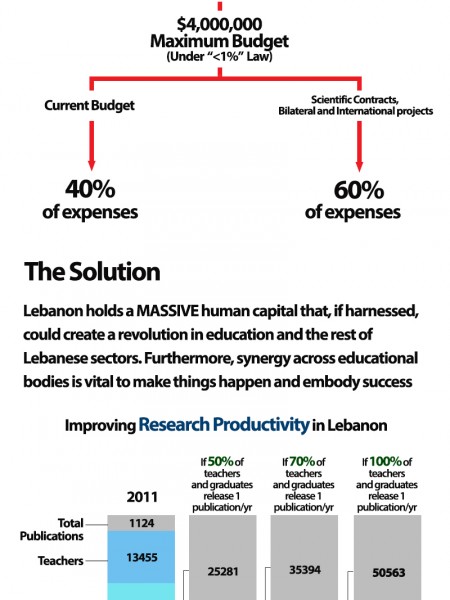 $4,000,000
Maximum Budget
(Under "<1%" Law)
Current Budget
Scientific Contracts,
Bilateral and International projects
40%
of expenses
60%
of expenses
The Solution
Lebanon holds a MASSIVE human capital that, if harnessed,
could create a revolution in education and the rest of
Lebanese sectors. Furthermore, synergy across educational
bodies is vital to make things happen and embody success
Improving Research Productivity in Lebanon
2011
If 50% of
teachers
and graduates
release 1
publication/yr
If 70% of
teachers
and graduates
release 1
publication/yr
If 100% of
teachers
and graduates
release 1
publication/yr
Total
Publications
1124
Teachers
13455
25281
35394
50563